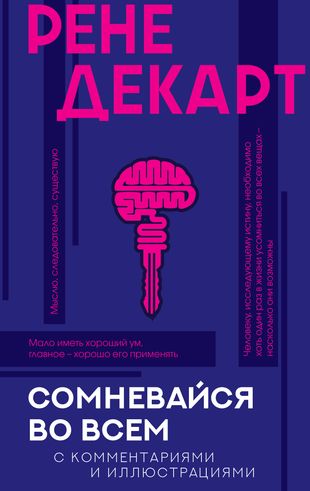 РЕНЕ
ДЕКАРТ
Мыслю, следовательно, существую
Человеку, исследующему истину, необходимо
хоть один раз в жизни усомниться во всех вещах –
насколько они возможны
Мало иметь хороший ум,
главное – хорошо его применять
СОМНЕВАЙСЯ
ВО ВСЕМ
С КОММЕНТАРИЯМИ
И ИЛЛЮСТРАЦИЯМИ